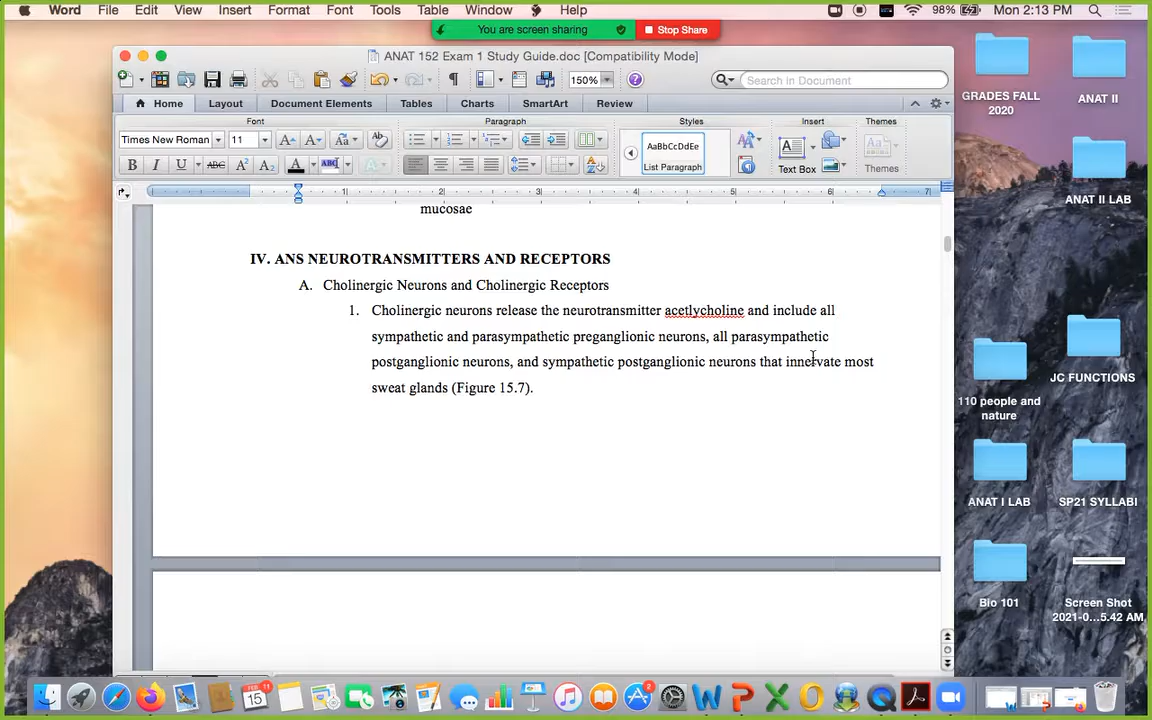 Word File Edit View Insert Format Font Tools Table Window Help 98% Mon 2:13 PM
You are screen sharing Stop Share
ANAT 152 Exam 1 Study Guide.doc [Compatibility Mode]
150% Search in Document
Home Layout Document Elements Tables Charts SmartArt Review
Font Paragraph Styles Insert Themes
Times New Roman 11 AaBbCcDdEe
List Paragraph Text Box Themes
mucosae
IV. ANS NEUROTRANSMITTERS AND RECEPTORS
A. Cholinergic Neurons and Cholinergic Receptors
1. Cholinergic neurons release the neurotransmitter acetlycholine and include all
sympathetic and parasympathetic preganglionic neurons, all parasympathetic
postganglionic neurons, and sympathetic postganglionic neurons that innervate most
sweat glands (Figure 15.7).
GRADES FALL
2020
ANAT II
ANAT II LAB
JC FUNCTIONS
110 people and
nature
ANAT I LAB
SP21 SYLLABI
Bio 101
Screen Shot
2021-0...5.42 AM
FEB
15